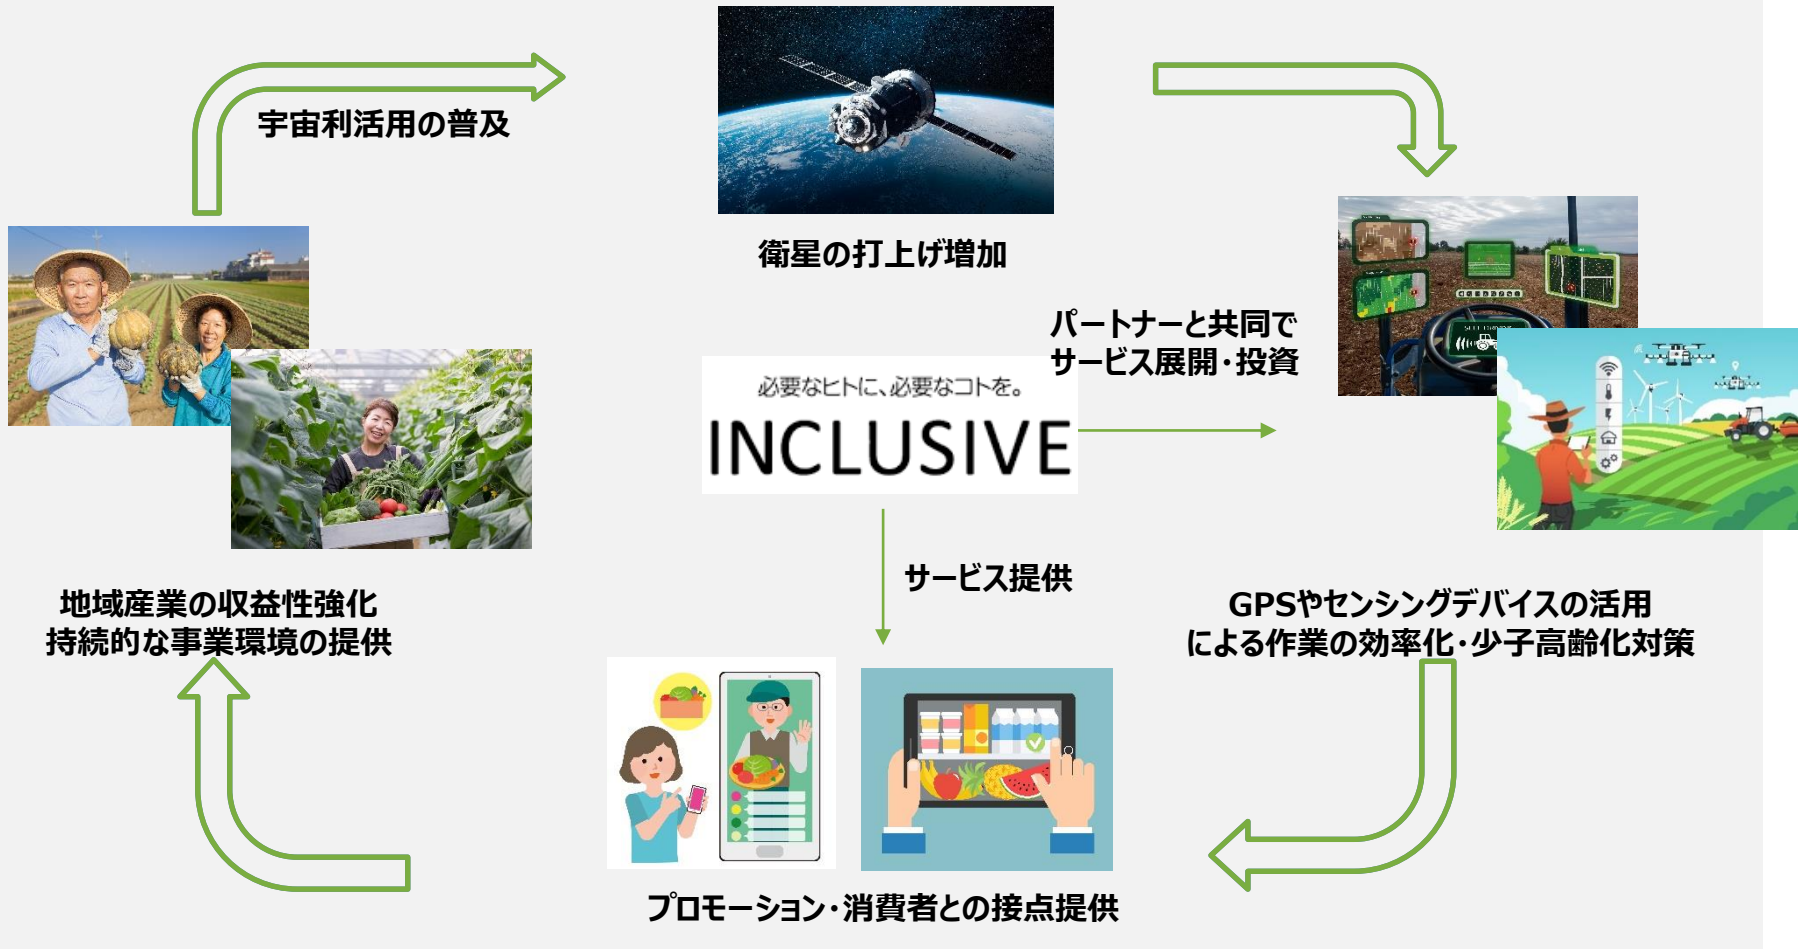 宇宙利活用の普及
衛星の打上げ増加
パートナーと共同で
サービス展開・投資
必要なヒトに、必要なコトを。
INCLUSIVE
サービス提供
地域産業の収益性強化
持続的な事業環境の提供
GPSやセンシングデバイスの活用
による作業の効率化・少子高齢化対策
プロモーション・消費者との接点提供